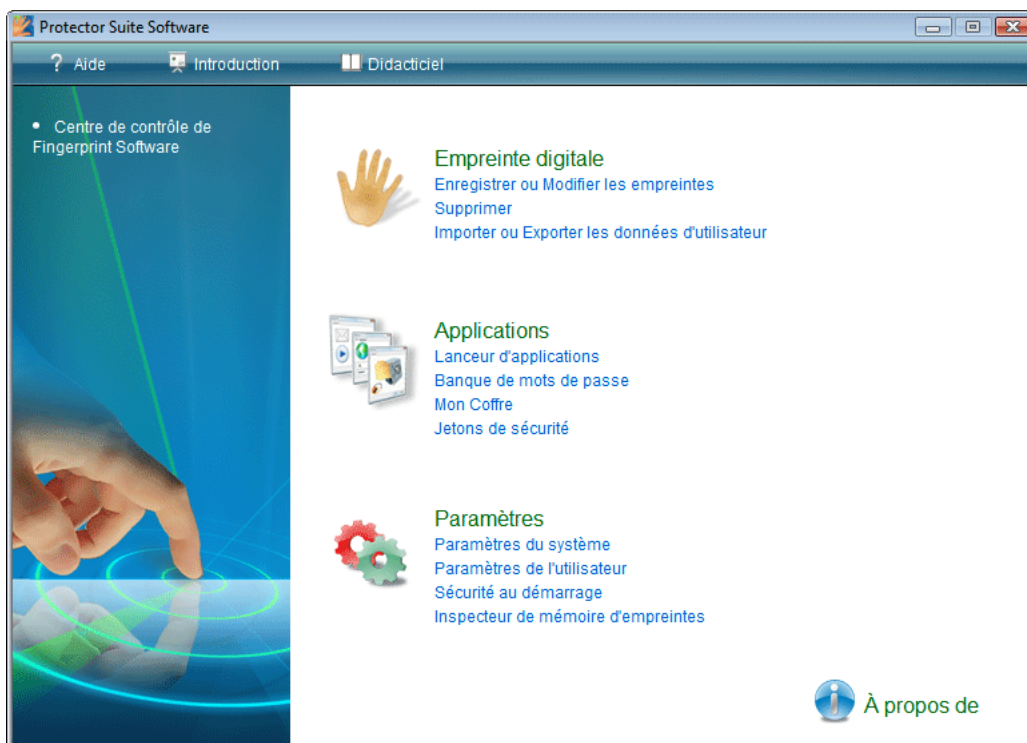 Protector Suite Software
? Aide
Introduction
Didacticiel
• Centre de contrôle de
Fingerprint Software
Empreinte digitale
Enregistrer ou Modifier les empreintes
Supprimer
Importer ou Exporter les données d'utilisateur
Applications
Lanceur d'applications
Banque de mots de passe
Mon Coffre
Jetons de sécurité
Paramètres
Paramètres du système
Paramètres de l'utilisateur
Sécurité au démarrage
Inspecteur de mémoire d'empreintes
À propos de